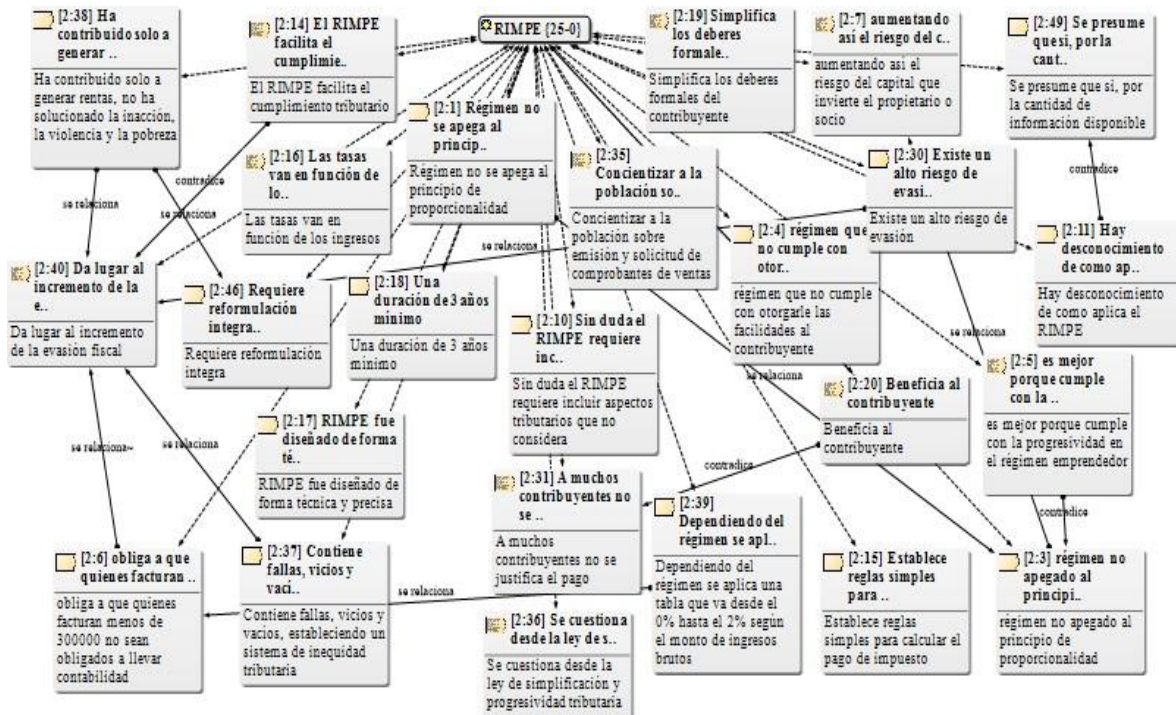 RIMPE {25-0}
[2:38] Ha
contribuido solo a
generar ..
Ha contribuido solo a
generar rentas, no ha
solucionado la inacción,
la violencia y la pobreza
[2:14] El RIMPE
facilita el
cumplimie..
El RIMPE facilita el
cumplimiento tributario
[2:19] Simplifica
los deberes
formale..
Simplifica los deberes
formales del
contribuyente
[2:7] aumentando
así el riesgo del c..
aumentando así el
riesgo del capital que
invierte el propietario o
socio
[2:49] Se presume
que si, por la
cant..
Se presume que si, por
la cantidad de
información disponible
[2:1] Régimen no
se apega al
princip..
Régimen no se apega al
principio de
proporcionalidad
[2:16] Las tasas
van en función de
lo..
Las tasas van en
función de los ingresos
[2:35]
Concientizar a la
población so..
Concientizar a la
población sobre
emisión y solicitud de
comprobantes de ventas
[2:30] Existe un
alto riesgo de
evasi..
Existe un alto riesgo de
evasión
[2:4] régimen que
no cumple con
otor..
régimen que no cumple
con otorgarle las
facilidades al
contribuyente
[2:11] Hay
desconocimiento
de como ap..
Hay desconocimiento
de como aplica el
RIMPE
[2:40] Da lugar al
incremento de la
e..
Da lugar al incremento
de la evasión fiscal
[2:46] Requiere
reformulación
integra..
Requiere reformulación
integra
[2:18] Una
duración de 3 años
mínimo
Una duración de 3 años
mínimo
[2:10] Sin duda el
RIMPE requiere
inc..
Sin duda el RIMPE
requiere incluir aspectos
tributarios que no
considera
[2:20] Beneficia al
contribuyente
Beneficia al
contribuyente
[2:5] es mejor
porque cumple
con la ..
es mejor porque cumple
con la progresividad en
el régimen emprendedor
[2:17] RIMPE fue
diseñado de forma
té..
RIMPE fue diseñado de
forma técnica y precisa
[2:31] A muchos
contribuyentes no
se ..
A muchos
contribuyentes no se
justifica el pago
[2:39]
Dependiendo del
régimen se apl..
Dependiendo del
régimen se aplica una
tabla que va desde el
0% hasta el 2% según
el monto de ingresos
brutos
[2:6] obliga a que
quienes facturan ..
obliga a que quienes
facturan menos de
300000 no sean
obligados a llevar
contabilidad
[2:37] Contiene
fallas, vicios y
vací..
Contiene fallas, vicios y
vacíos, estableciendo un
sistema de inequidad
tributaria
[2:36] Se cuestiona
desde la ley de s..
Se cuestiona desde la
ley de simplificación y
progresividad tributaria
[2:15] Establece
reglas simples
para ..
Establece reglas
simples para calcular el
pago de impuesto
[2:3] régimen no
apegado al
principi..
régimen no apegado al
principio de
proporcionalidad
contradice
se relaciona
se relaciona
se relaciona
se relaciona
se relaciona
se relaciona~
se relaciona
contradice
contradice
se relaciona